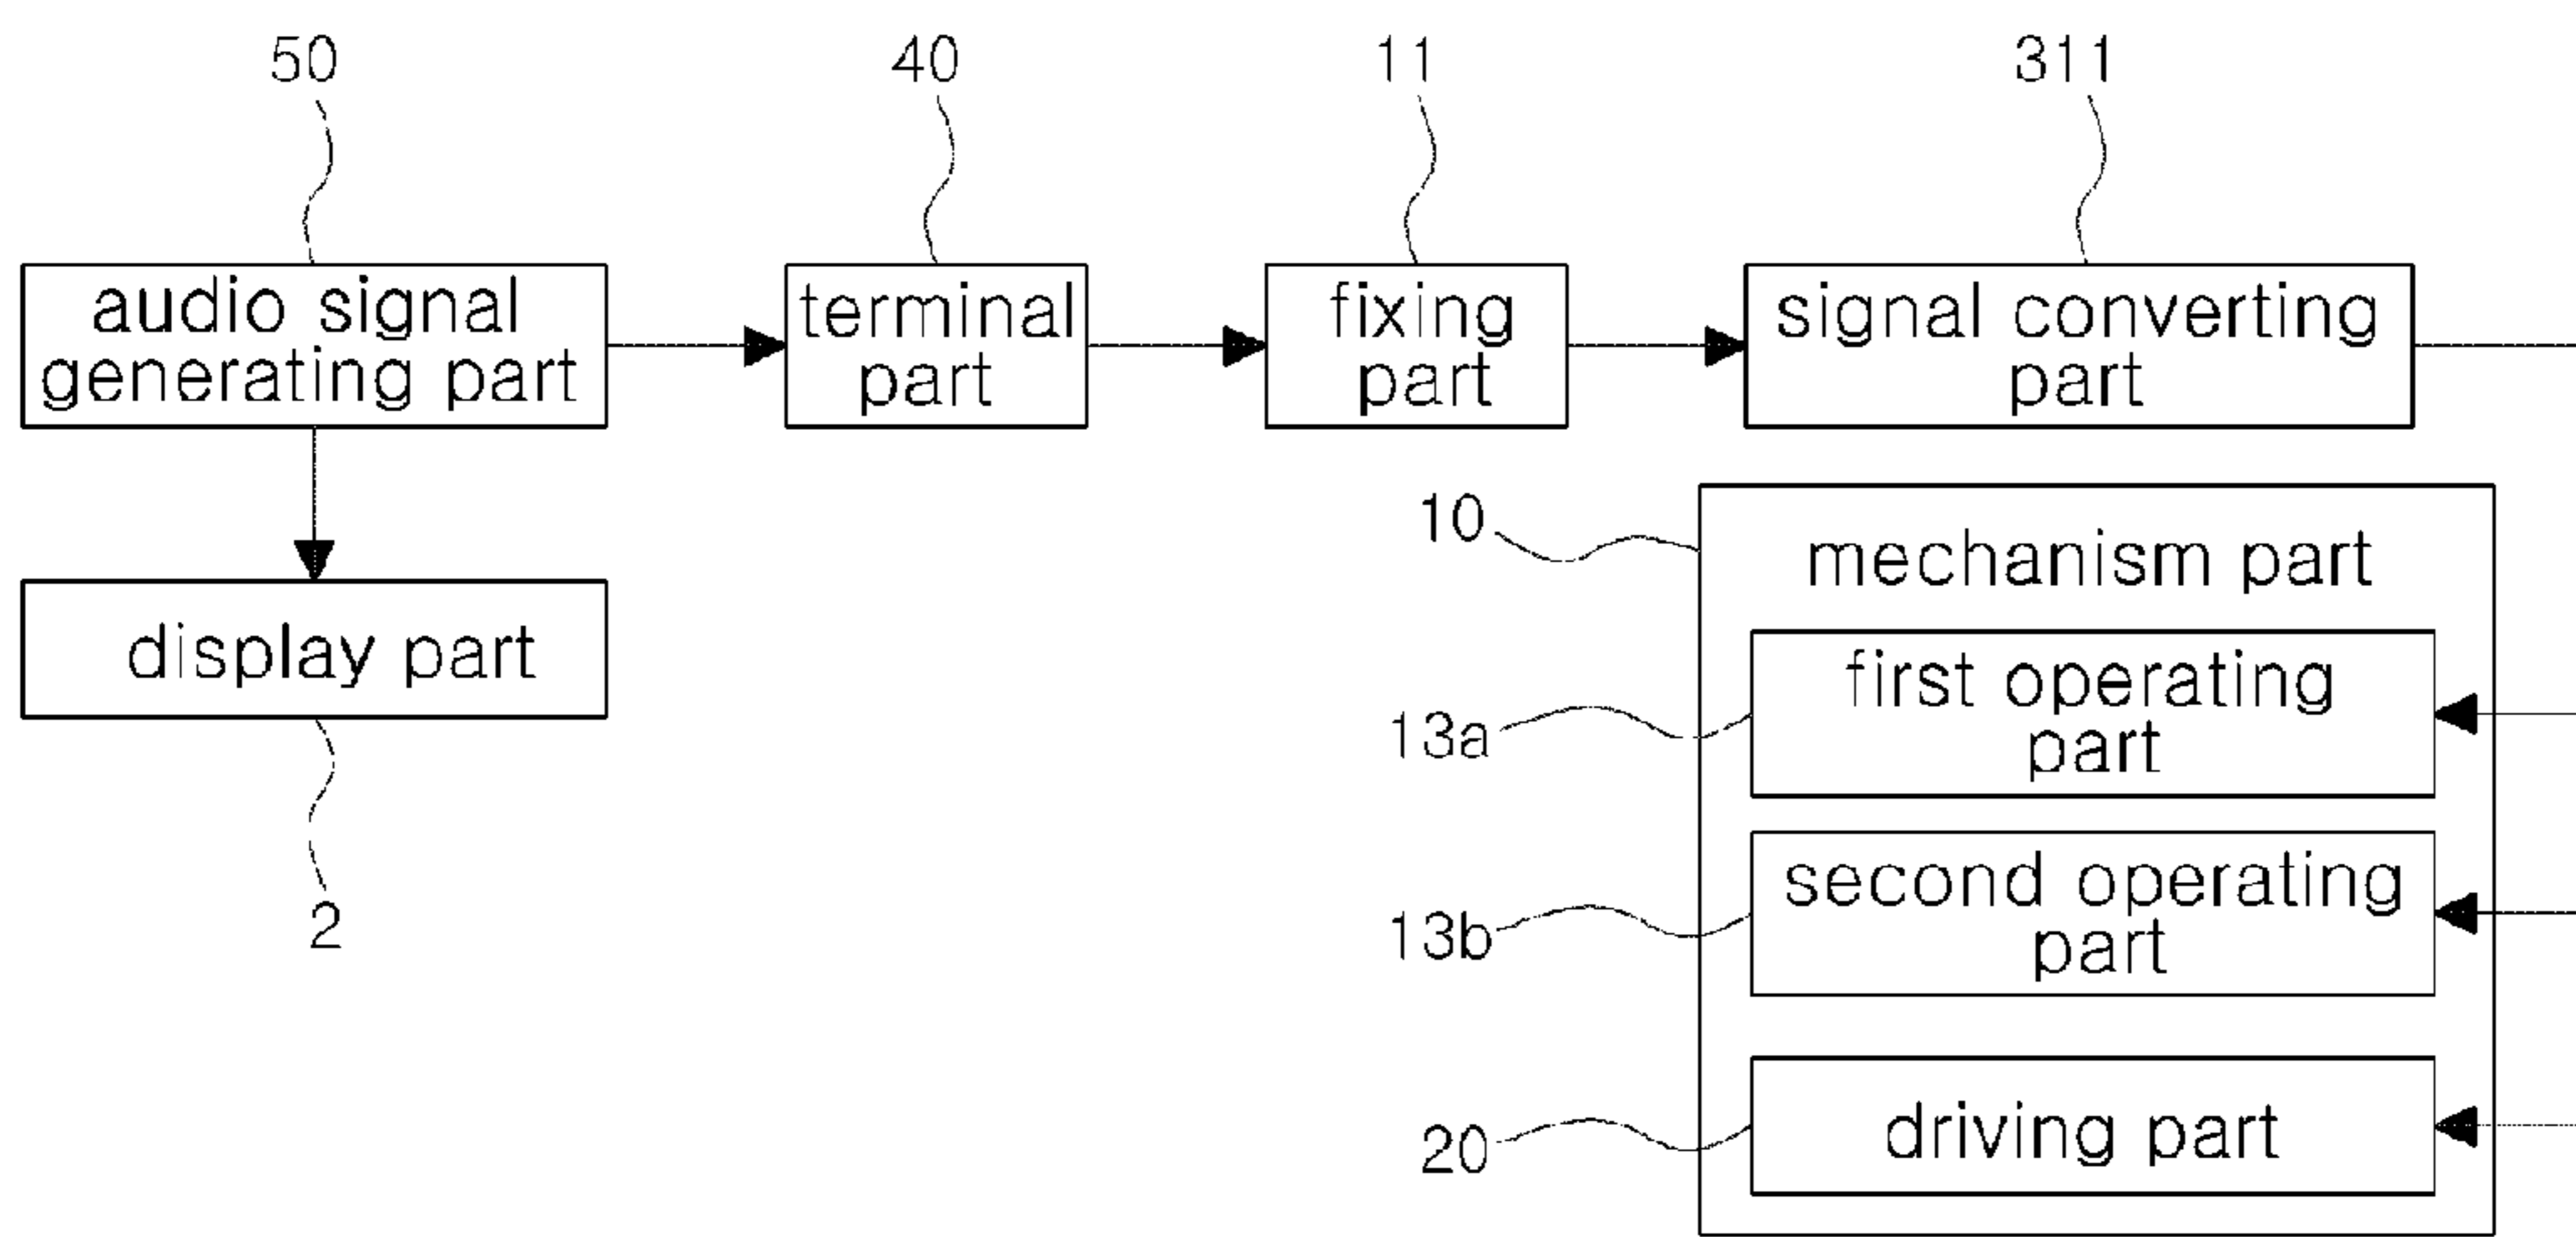 50
40
11
311
audio signal
generating part
terminal
part
fixing
part
signal converting
part
10
mechanism part
display part
first operating
part
13a
second operating
part
13b
2
driving part
20